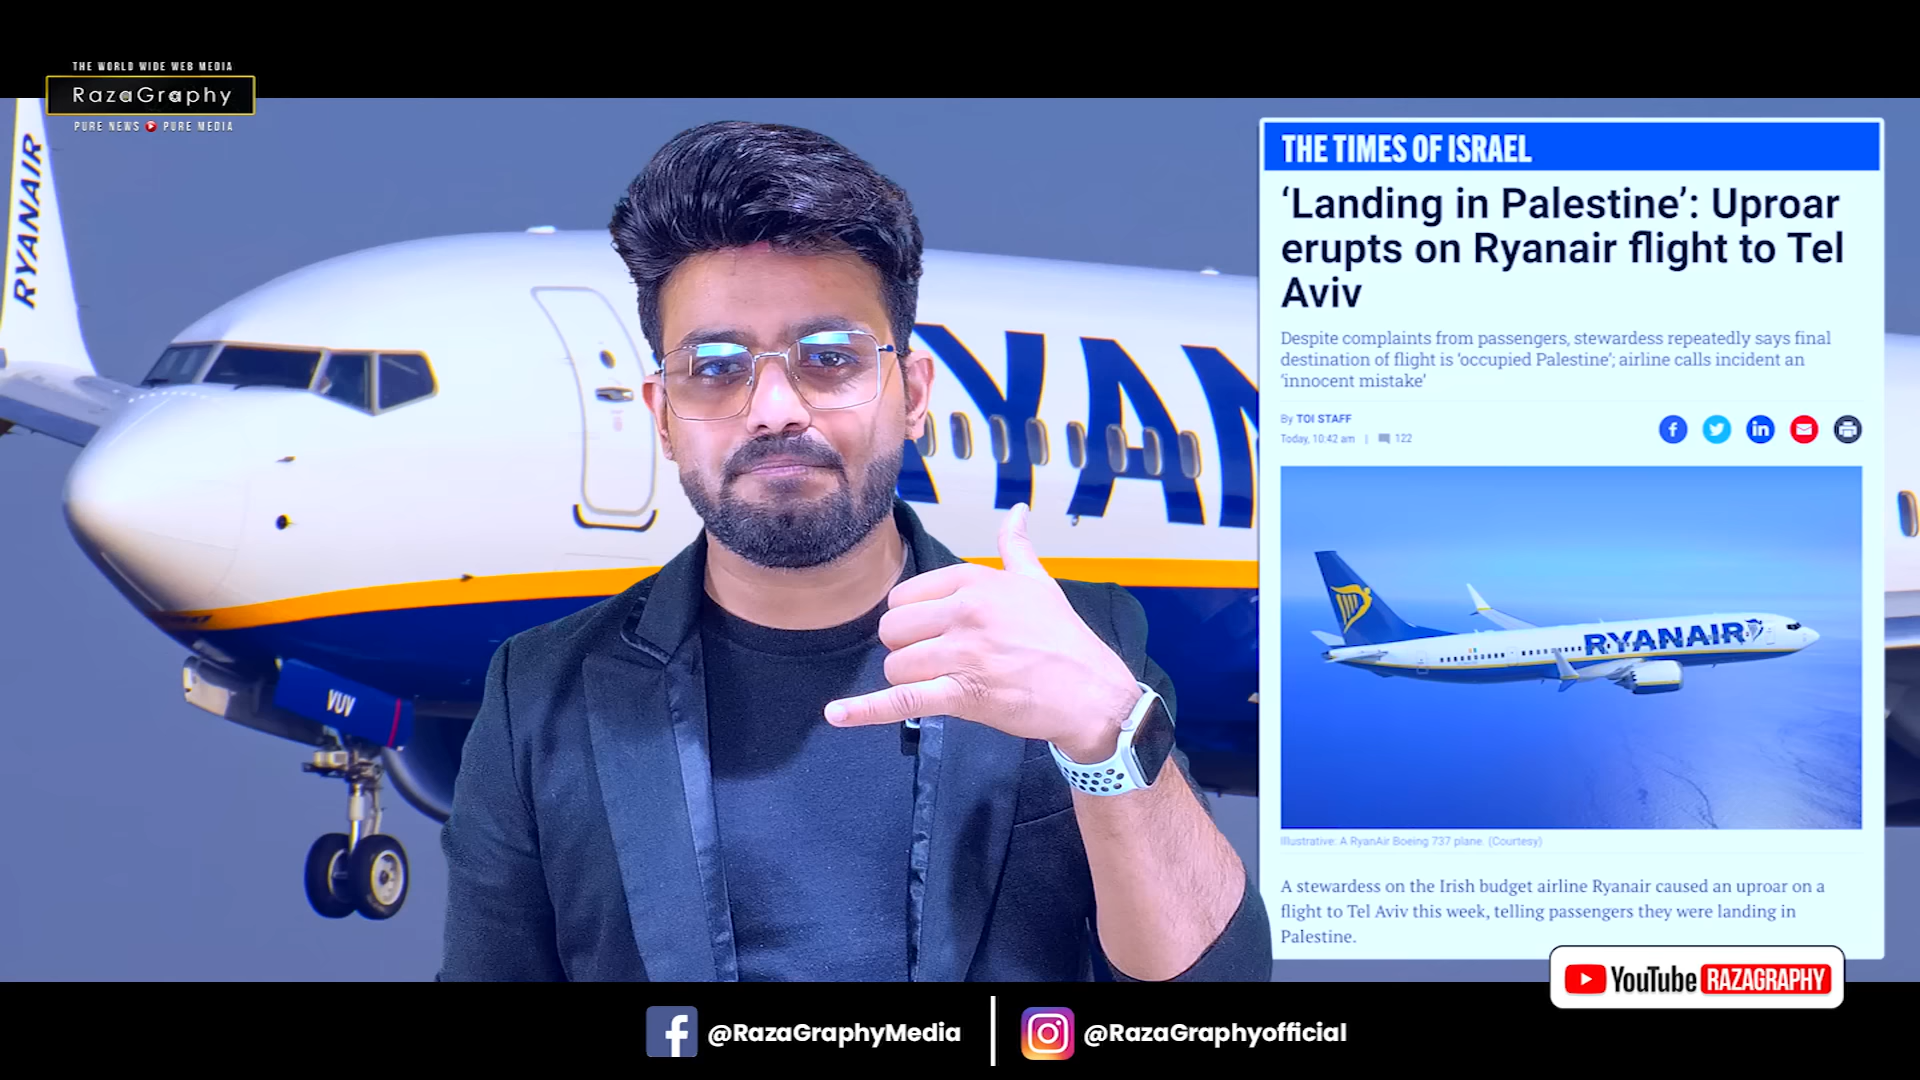 THE WORLD WIDE WEB MEDIA
RazaGraphy
PURE NEWS PURE MEDIA
RYANAIR
RYAN
VUV
THE TIMES OF ISRAEL
‘Landing in Palestine’: Uproar
erupts on Ryanair flight to Tel
Aviv
Despite complaints from passengers, stewardess repeatedly says final
destination of flight is ‘occupied Palestine’; airline calls incident an
‘innocent mistake’
By TOI STAFF
Today, 10:42 am | 122
RYANAIR
Illustrative: A RyanAir Boeing 737 plane. (Courtesy)
A stewardess on the Irish budget airline Ryanair caused an uproar on a
flight to Tel Aviv this week, telling passengers they were landing in
Palestine.
YouTube RAZAGRAPHY
@RazaGraphyMedia
@RazaGraphyofficial